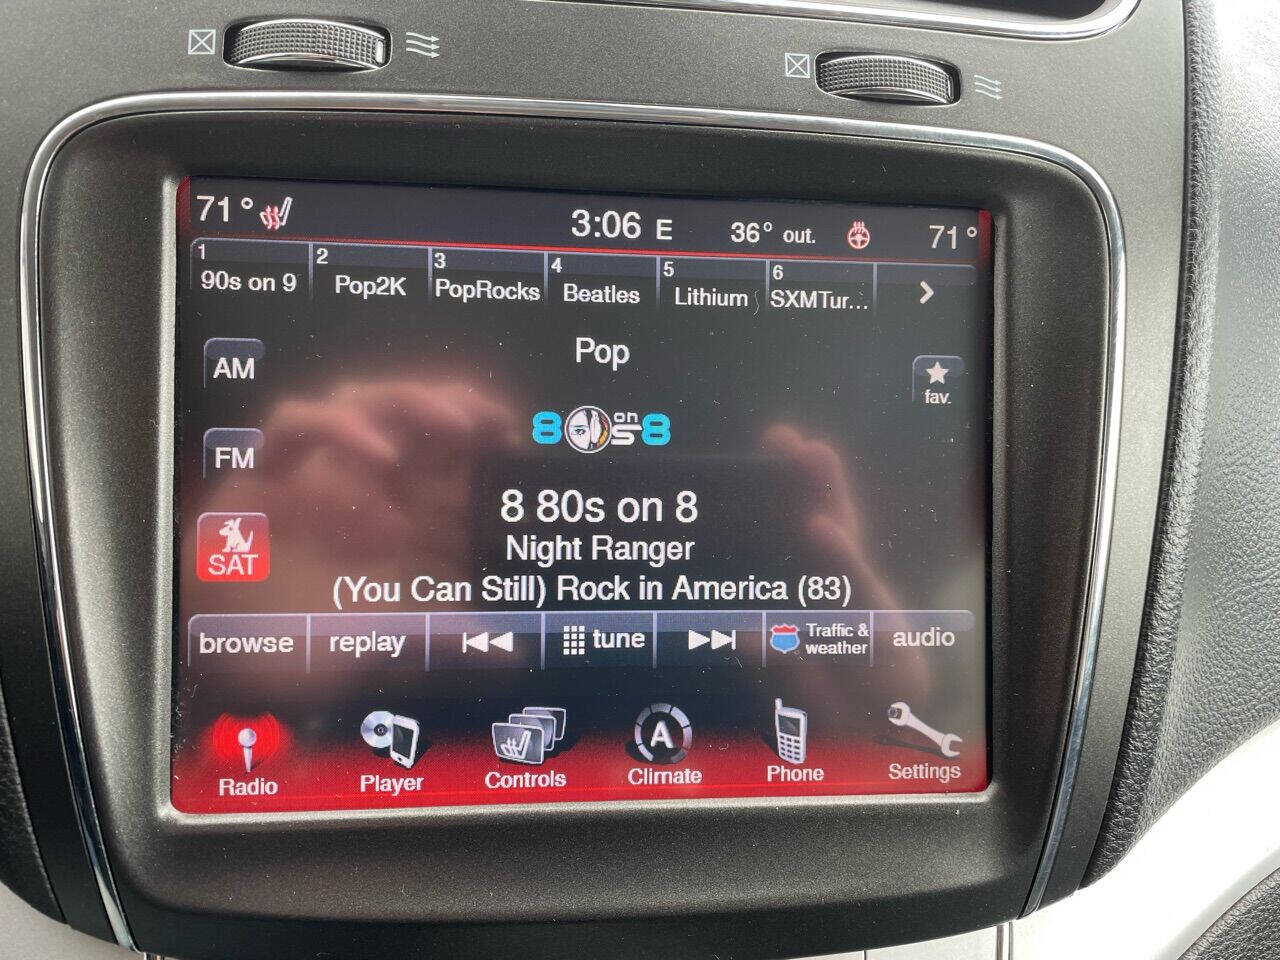 71° 3:06 E 36° out. 71°
1 2 3 4 5 6
90s on 9 Pop2K PopRocks Beatles Lithium SXMTur...
Pop
AM
fav.
8 on 8
FM
8 80s on 8
Night Ranger
SAT
(You Can Still) Rock in America (83)
browse replay tune Traffic & weather audio
A
Radio Player Controls Climate Phone Settings